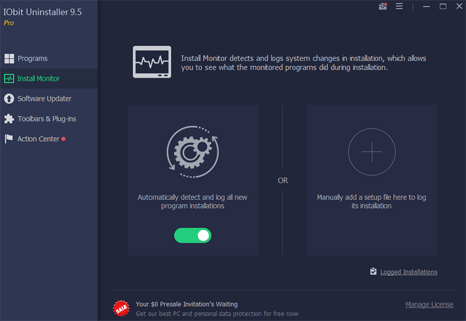 IObit Uninstaller 9.5
Pro
Programs
Install Monitor
Software Updater
Toolbars & Plug-ins
Action Center
Install Monitor detects and logs system changes in installation, which allows
you to see what the monitored programs did during installation.
Automatically detect and log all new
program installations
OR
Manually add a setup file here to log
its installation
Logged Installations
SALE
Your $0 Presale Invitation's Waiting
Get our best PC and personal data protection for free now
Manage License